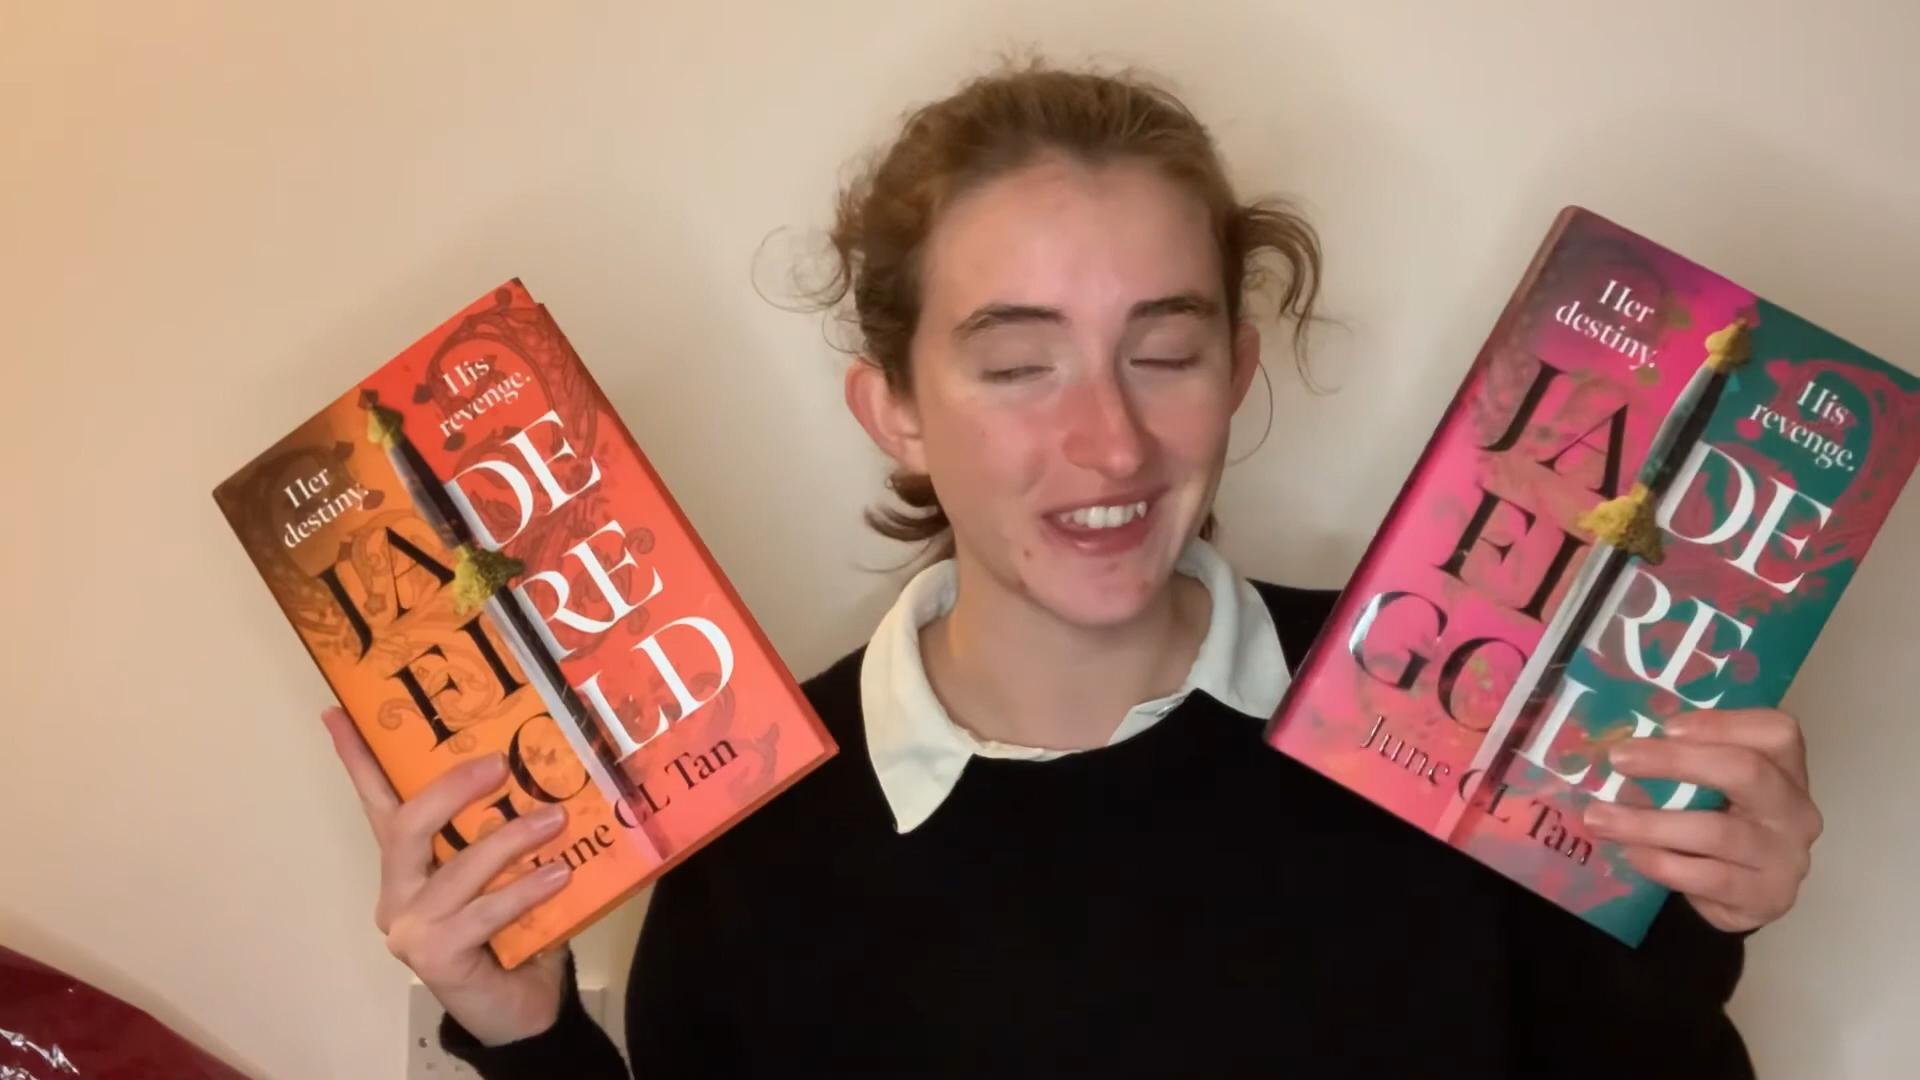 Her
destiny.
His
revenge.
JADE
FIRE
GOLD
June CL Tan
Her
destiny.
His
revenge.
JADE
FIRE
GOLD
June CL Tan